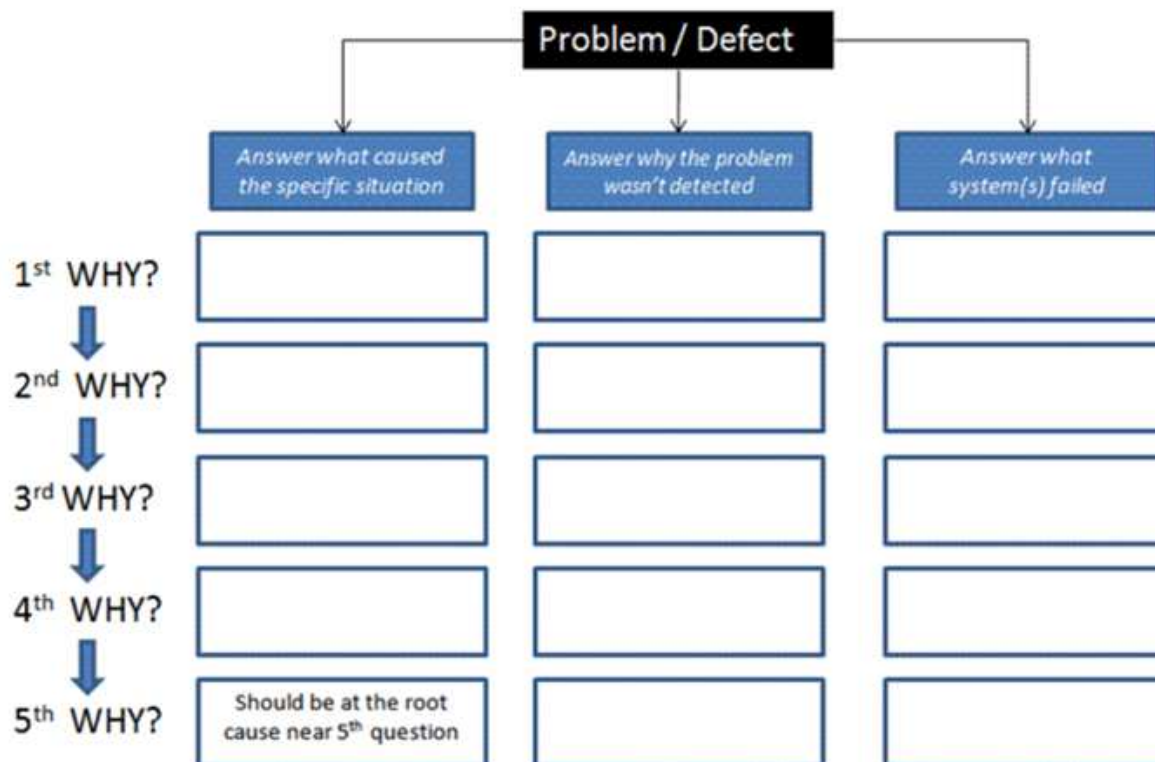 Problem / Defect
Answer what caused
the specific situation
Answer why the problem
wasn't detected
Answer what
system(s) failed
1st WHY?
2nd WHY?
3rd WHY?
4th WHY?
5th WHY?
Should be at the root
cause near 5th question